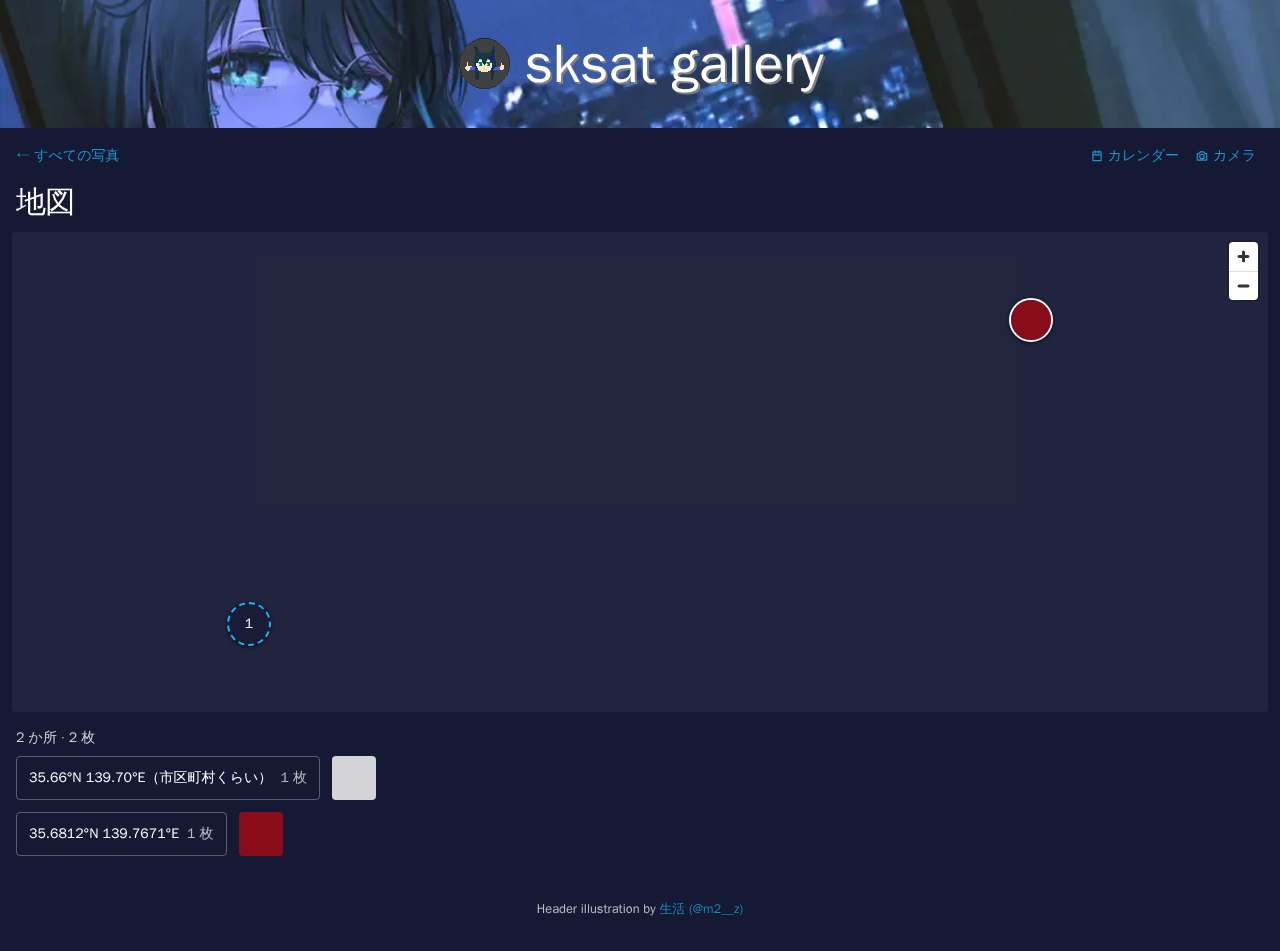 sksat gallery
← すべての写真
カレンダー カメラ
地図
1
2 か所 · 2 枚
35.66°N 139.70°E（市区町村くらい） 1 枚
35.6812°N 139.7671°E 1 枚
Header illustration by 生活 (@m2__z)